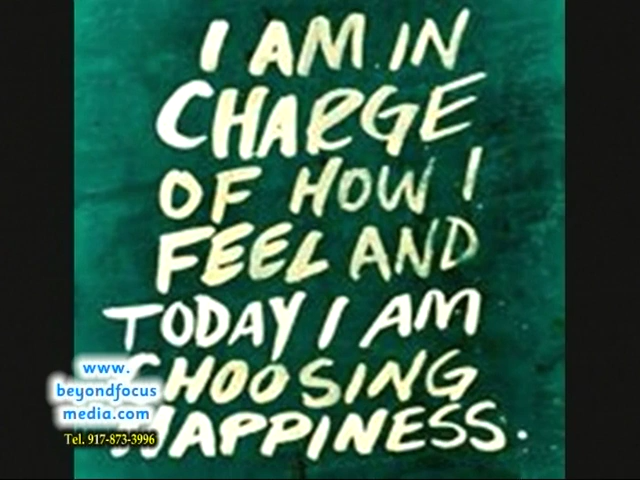 I AM IN
CHARGE
OF HOW I
FEEL AND
TODAY I AM
CHOOSING
HAPPINESS.
www.
beyondfocus
media.com
Tel. 917-873-3996